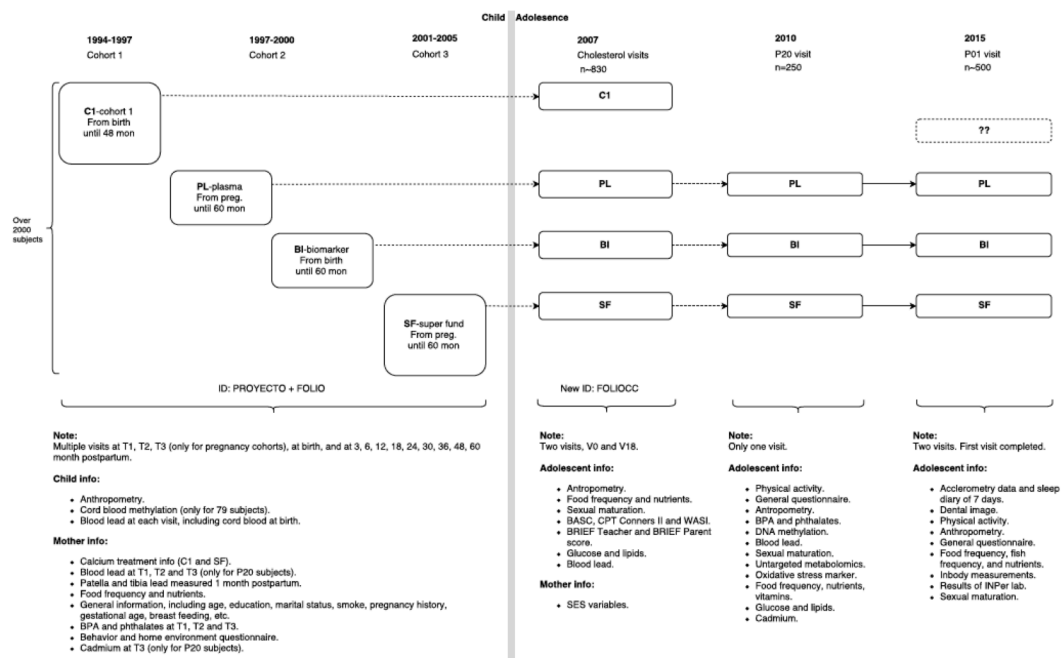 Child Adolesence
1994-1997
Cohort 1
1997-2000
Cohort 2
2001-2005
Cohort 3
2007
Cholesterol visits
n~830
2010
P20 visit
n=250
2015
P01 visit
n~500
C1-cohort 1
From birth
until 48 mon
C1
??
PL-plasma
From preg.
until 60 mon
PL
PL
PL
Over
2000
subjects
BI-biomarker
From birth
until 60 mon
BI
BI
BI
SF-super fund
From preg.
until 60 mon
SF
SF
SF
ID: PROYECTO + FOLIO
New ID: FOLIOCC
Note:
Multiple visits at T1, T2, T3 (only for pregnancy cohorts), at birth, and at 3, 6, 12, 18, 24, 30, 36, 48, 60
month postpartum.
Child info:
• Anthropometry.
• Cord blood methylation (only for 79 subjects).
• Blood lead at each visit, including cord blood at birth.
Mother info:
• Calcium treatment info (C1 and SF).
• Blood lead at T1, T2 and T3 (only for P20 subjects).
• Patella and tibia lead measured 1 month postpartum.
• Food frequency and nutrients.
• General information, including age, education, marital status, smoke, pregnancy history,
gestational age, breast feeding, etc.
• BPA and phthalates at T1, T2 and T3.
• Behavior and home environment questionnaire.
• Cadmium at T3 (only for P20 subjects).
Note:
Two visits, V0 and V18.
Adolescent info:
• Antropometry.
• Food frequency and nutrients.
• Sexual maturation.
• BASC, CPT Conners II and WASI.
• BRIEF Teacher and BRIEF Parent
score.
• Glucose and lipids.
• Blood lead.
Mother Info:
• SES variables.
Note:
Only one visit.
Adolescent info:
• Physical activity.
• General questionnaire.
• Antropometry.
• BPA and phthalates.
• DNA methylation.
• Blood lead.
• Sexual maturation.
• Untargeted metabolomics.
• Oxidative stress marker.
• Food frequency, nutrients,
vitamins.
• Glucose and lipids.
• Cadmium.
Note:
Two visits. First visit completed.
Adolescent info:
• Acclerometry data and sleep
diary of 7 days.
• Dental image.
• Physical activity.
• Anthropometry.
• General questionnaire.
• Food frequency, fish
frequency, and nutrients.
• Inbody measurements.
• Results of INPer lab.
• Sexual maturation.